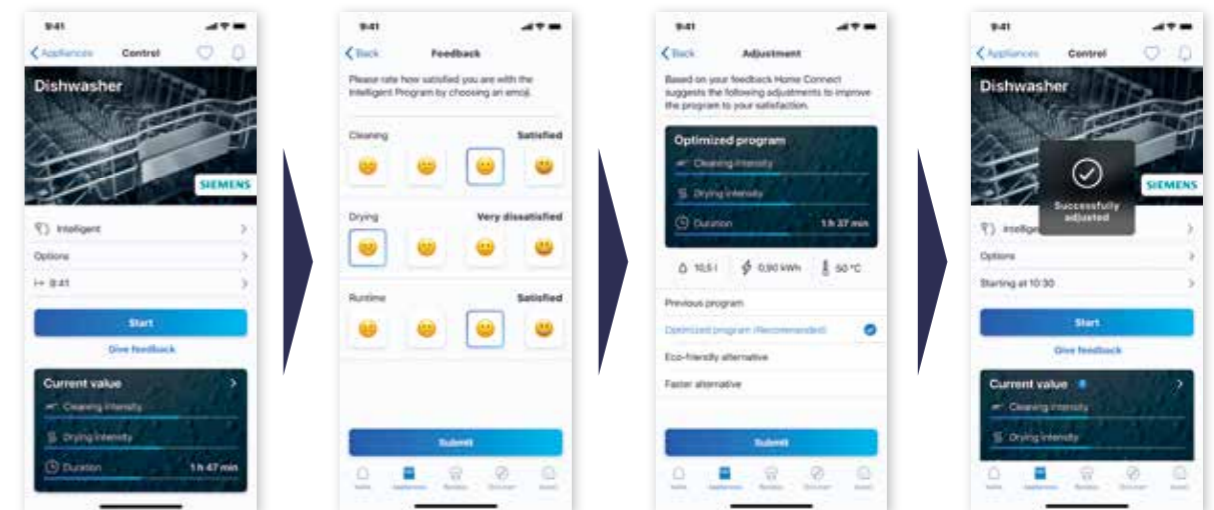 9:41
Appliances
Control
Dishwasher
SIEMENS
Intelligent
Options
9:41
Start
Give feedback
Current value
Cleaning intensity
Drying intensity
Duration
1 h 47 min
9:41
Back
Feedback
Please rate how satisfied you are with the
Intelligent Program by choosing an emoji.
Cleaning
Satisfied
Drying
Very dissatisfied
Runtime
Satisfied
Submit
Appliances
9:41
Back
Adjustment
Based on your feedback Home Connect
suggests the following adjustments to improve
the program to your satisfaction.
Optimized program
Cleaning intensity
Drying intensity
Duration
1 h 37 min
10,5 l
0,90 kWh
50 °C
Previous program
Optimized program (Recommended)
Eco-friendly alternative
Faster alternative
Submit
Appliances
9:41
Appliances
Control
Dishwasher
SIEMENS
Successfully
adjusted
Options
Starting at 10:30
Start
Give feedback
Current value
Cleaning intensity
Drying intensity